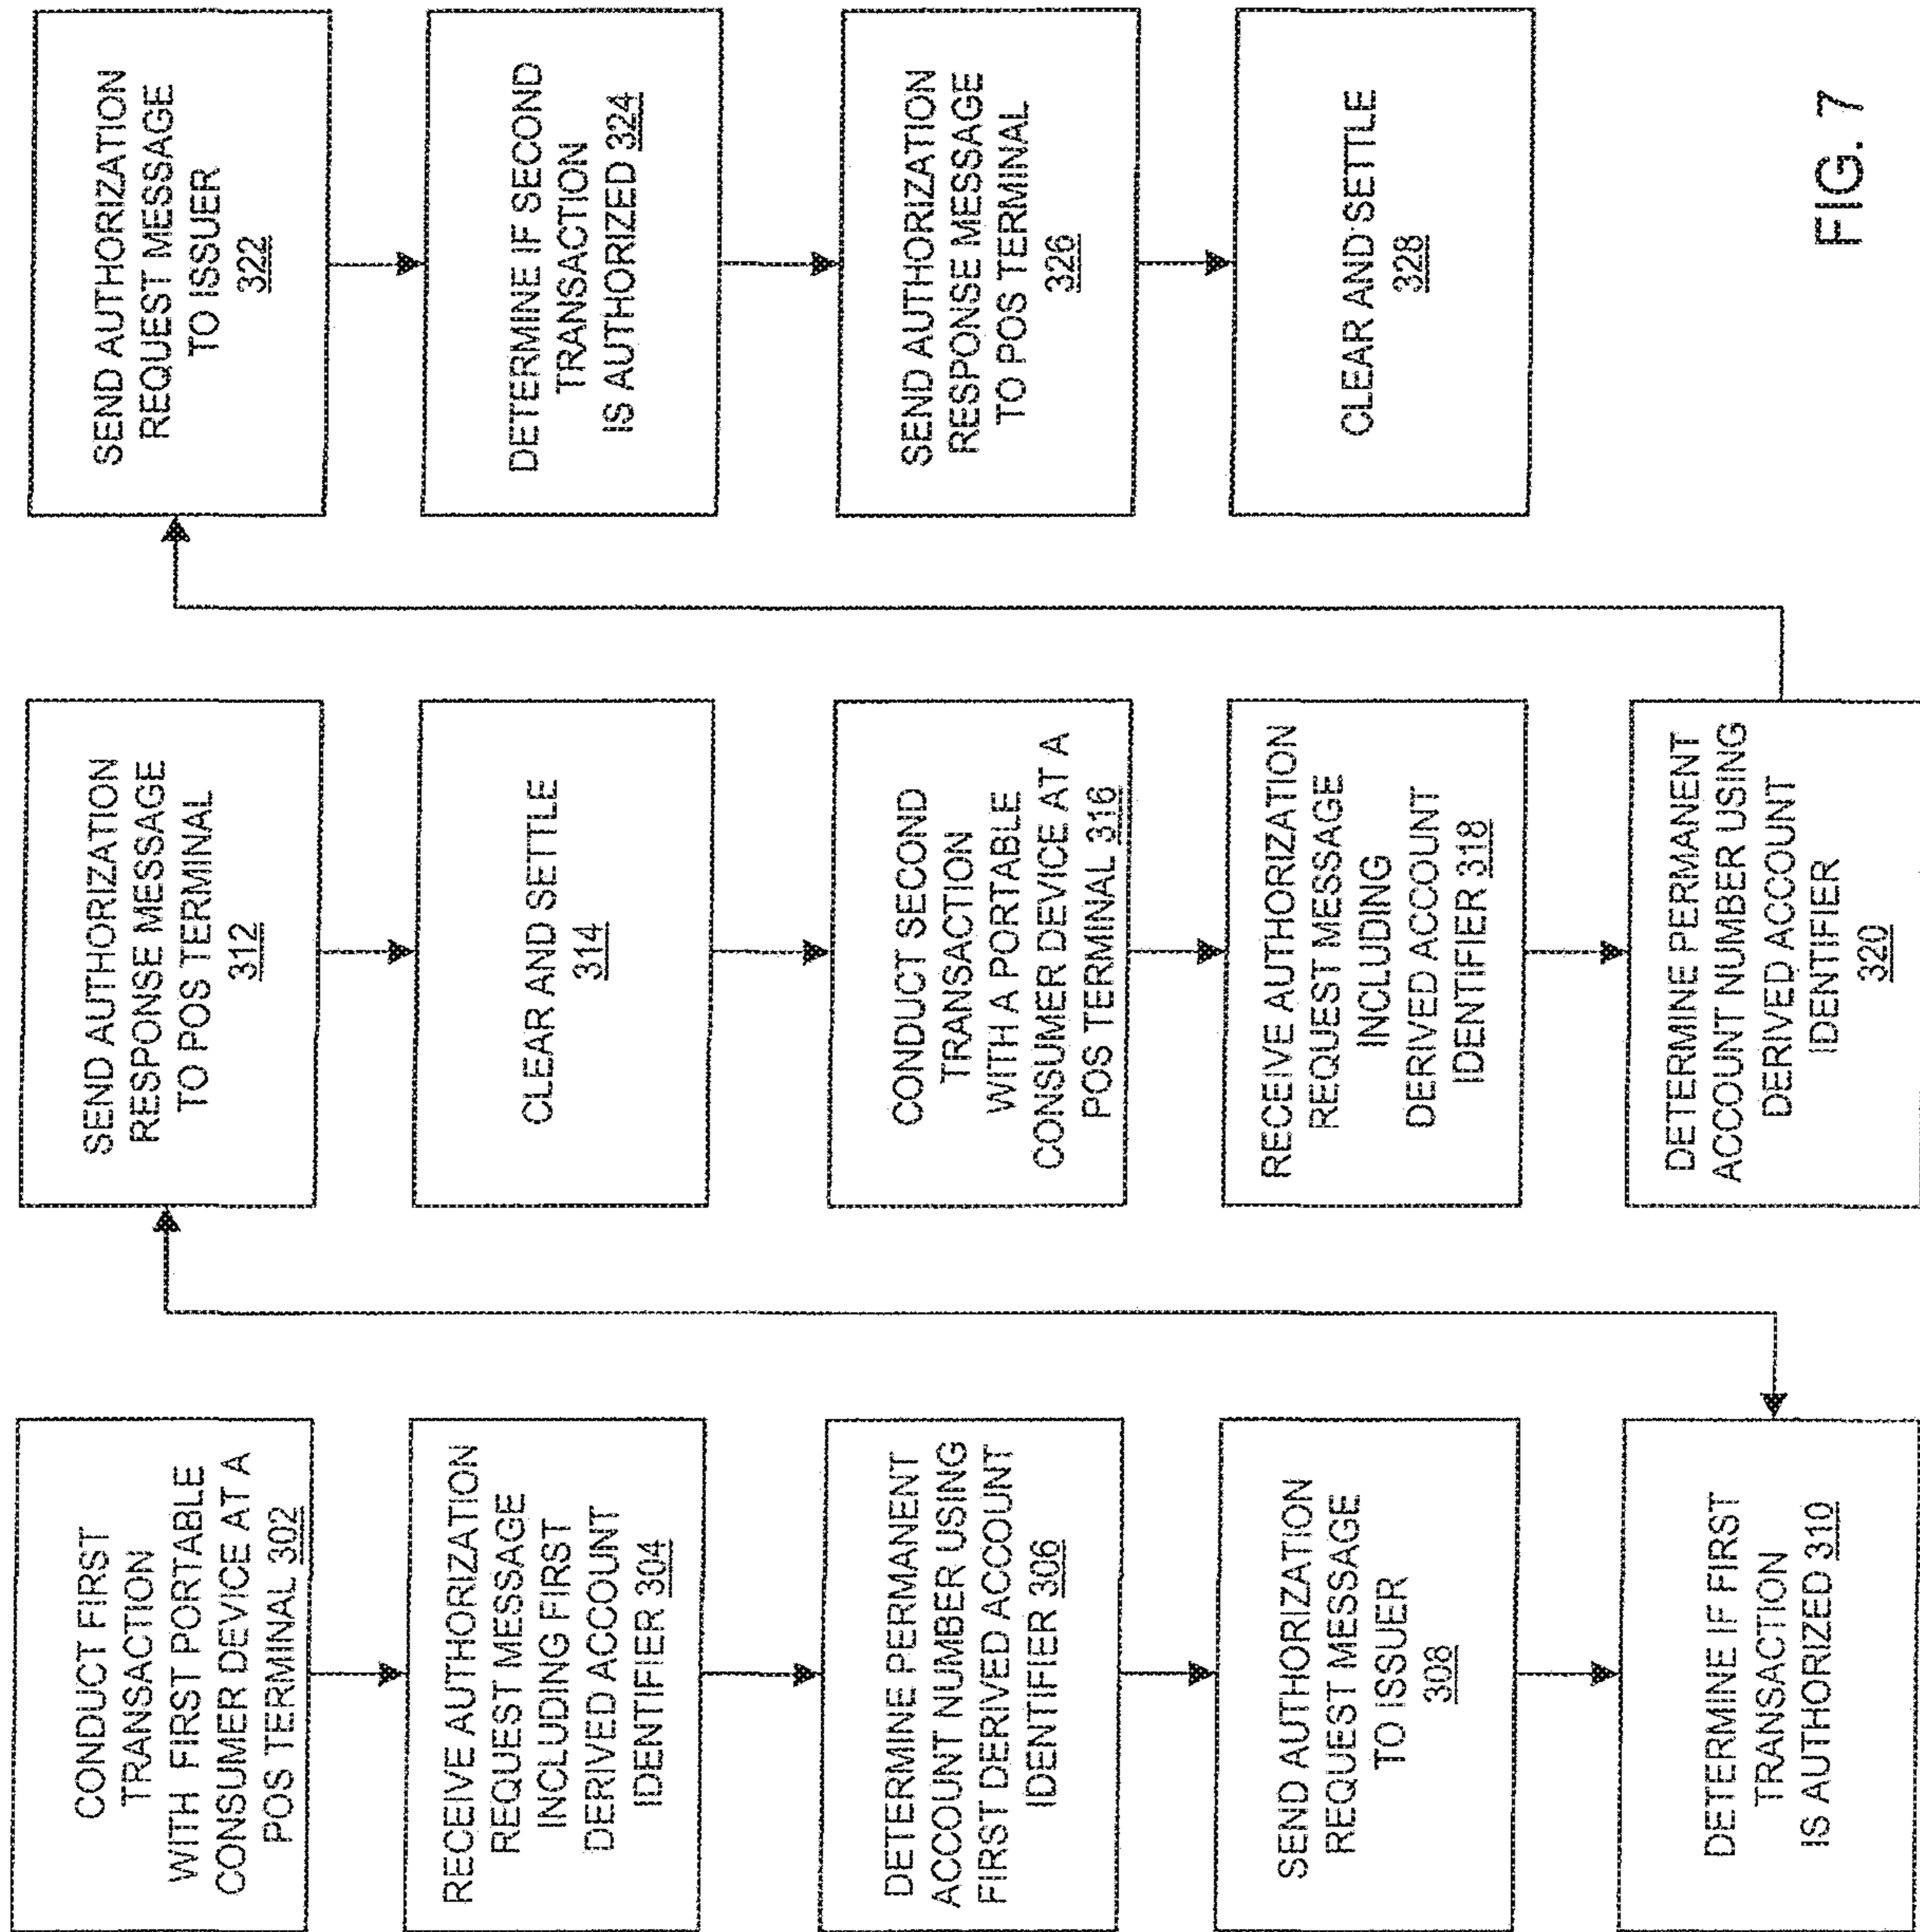 CONDUCT FIRST
TRANSACTION
WITH FIRST PORTABLE
CONSUMER DEVICE AT A
POS TERMINAL 302
RECEIVE AUTHORIZATION
REQUEST MESSAGE
INCLUDING FIRST
DERIVED ACCOUNT
IDENTIFIER 304
DETERMINE PERMANENT
ACCOUNT NUMBER USING
FIRST DERIVED ACCOUNT
IDENTIFIER 306
SEND AUTHORIZATION
REQUEST MESSAGE
TO ISSUER
308
DETERMINE IF FIRST
TRANSACTION
IS AUTHORIZED 310
SEND AUTHORIZATION
RESPONSE MESSAGE
TO POS TERMINAL
312
CLEAR AND SETTLE
314
CONDUCT SECOND
TRANSACTION
WITH A PORTABLE
CONSUMER DEVICE AT A
POS TERMINAL 316
RECEIVE AUTHORIZATION
REQUEST MESSAGE
INCLUDING
DERIVED ACCOUNT
IDENTIFIER 318
DETERMINE PERMANENT
ACCOUNT NUMBER USING
DERIVED ACCOUNT
IDENTIFIER
320
SEND AUTHORIZATION
REQUEST MESSAGE
TO ISSUER
322
DETERMINE IF SECOND
TRANSACTION
IS AUTHORIZED 324
SEND AUTHORIZATION
RESPONSE MESSAGE
TO POS TERMINAL
326
CLEAR AND SETTLE
328
FIG. 7